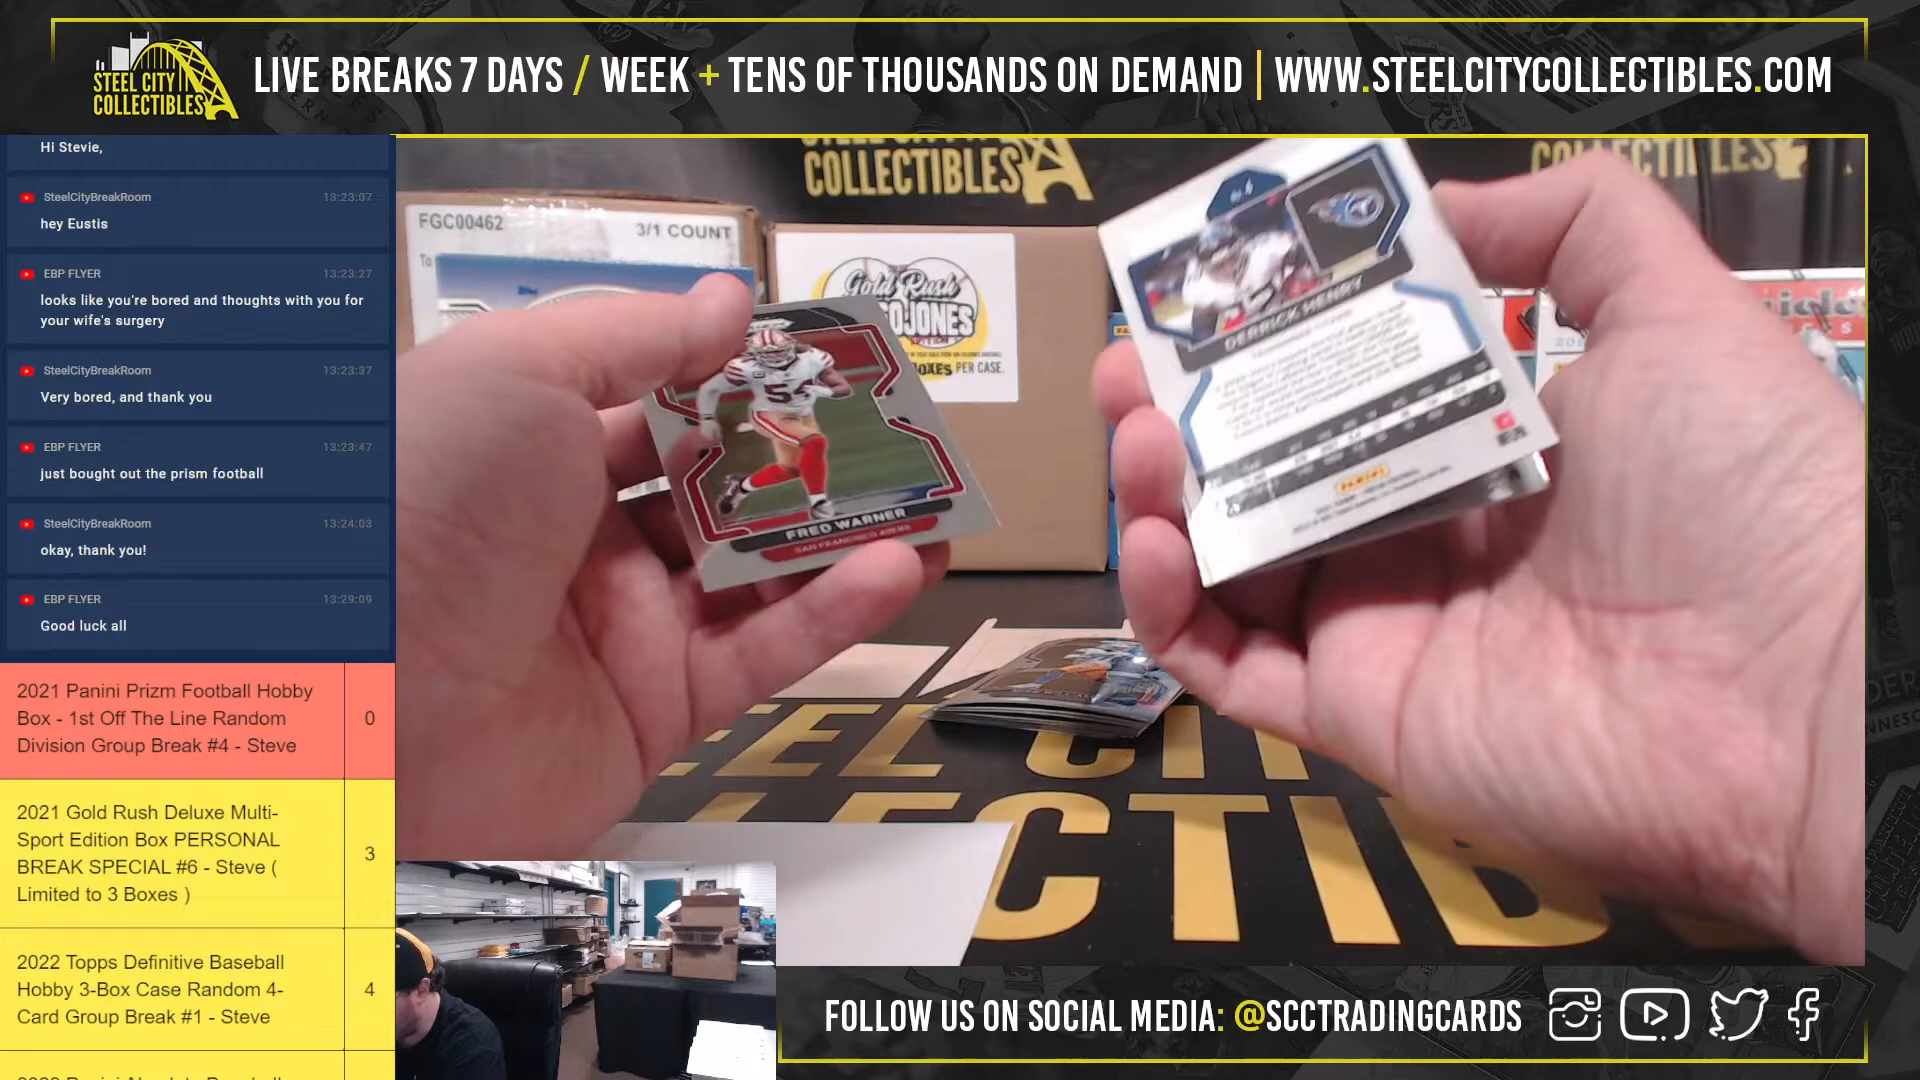 STEEL CITY
COLLECTIBLES
LIVE BREAKS 7 DAYS / WEEK + TENS OF THOUSANDS ON DEMAND | WWW.STEELCITYCOLLECTIBLES.COM
Hi Stevie,
SteelCityBreakRoom 13:23:07
hey Eustis
EBP FLYER 13:23:27
looks like you're bored and thoughts with you for
your wife's surgery
SteelCityBreakRoom 13:23:37
Very bored, and thank you
EBP FLYER 13:23:47
just bought out the prism football
SteelCityBreakRoom 13:24:03
okay, thank you!
EBP FLYER 13:29:09
Good luck all
2021 Panini Prizm Football Hobby
Box - 1st Off The Line Random
Division Group Break #4 - Steve
0
2021 Gold Rush Deluxe Multi-
Sport Edition Box PERSONAL
BREAK SPECIAL #6 - Steve (
Limited to 3 Boxes )
3
2022 Topps Definitive Baseball
Hobby 3-Box Case Random 4-
Card Group Break #1 - Steve
4
COLLECTIBLES
FGC00462
3/1 COUNT
To
Gold Rush
JONES
PER CASE.
FRED WARNER
SAN FRANCISCO 49ERS
DERRICK HENRY
PANINI
FOLLOW US ON SOCIAL MEDIA: @SCCTRADINGCARDS